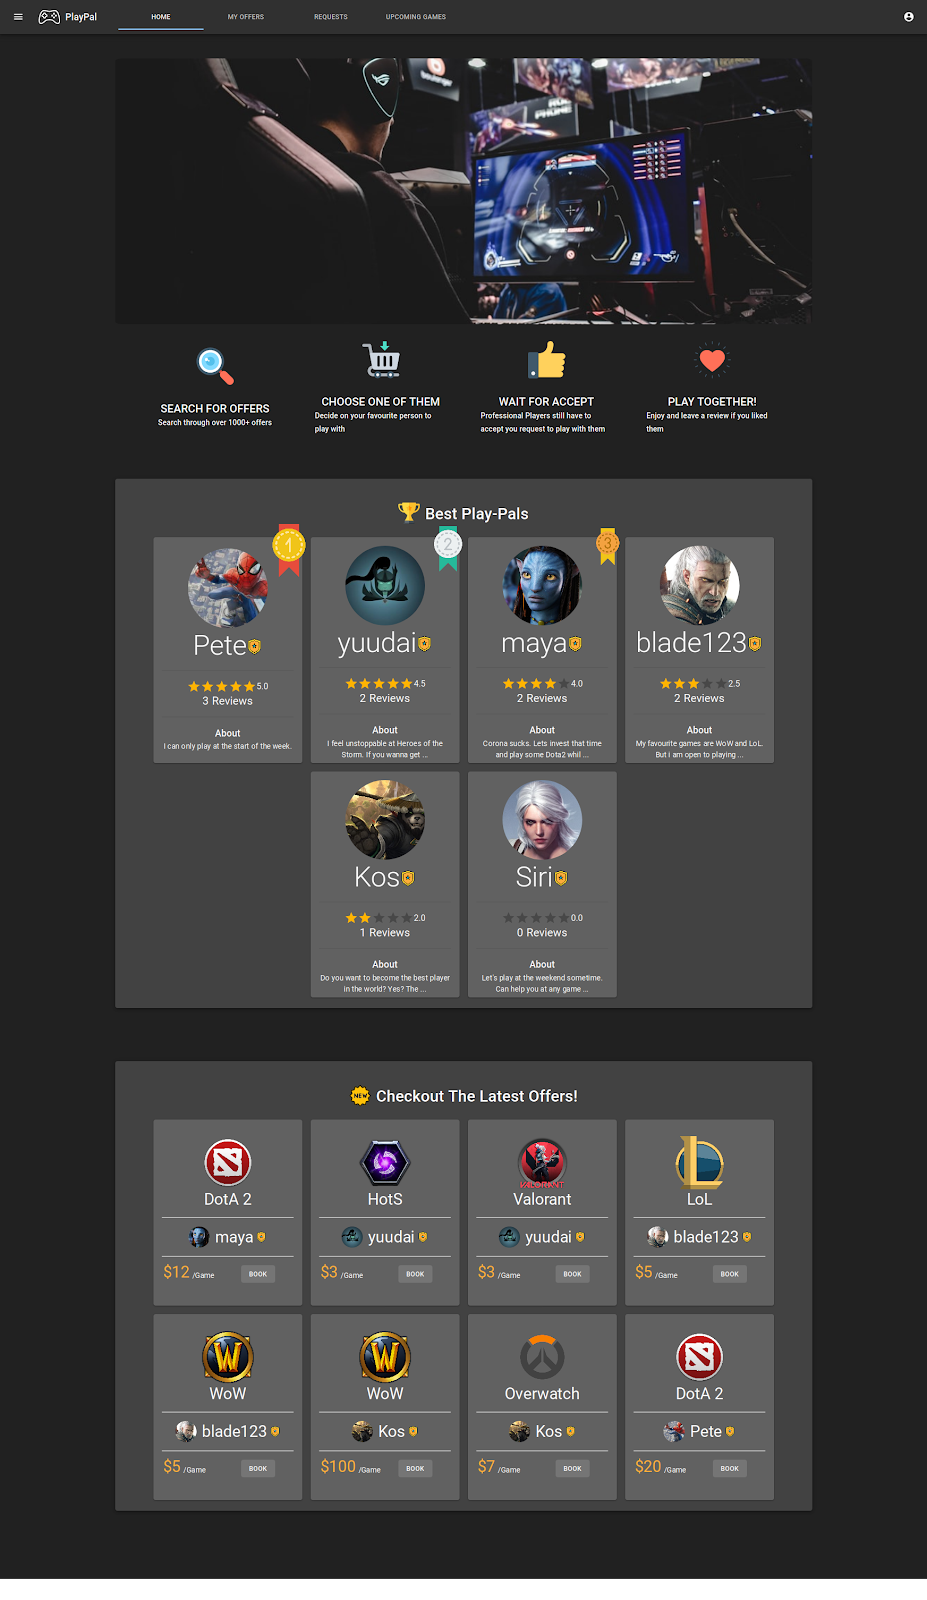 PlayPal
HOME
MY OFFERS
REQUESTS
UPCOMING GAMES
SEARCH FOR OFFERS
Search through over 1000+ offers
CHOOSE ONE OF THEM
Decide on your favourite person to
play with
WAIT FOR ACCEPT
Professional Players still have to
accept you request to play with them
PLAY TOGETHER!
Enjoy and leave a review if you liked
them
Best Play-Pals
1
Pete
5.0
3 Reviews
About
I can only play at the start of the week.
2
yuudai
4.5
2 Reviews
About
I feel unstoppable at Heroes of the
Storm. If you wanna get ...
3
maya
4.0
2 Reviews
About
Corona sucks. Lets invest that time
and play some Dota2 whil ...
blade123
2.5
2 Reviews
About
My favourite games are WoW and LoL.
But i am open to playing ...
Kos
2.0
1 Reviews
About
Do you want to become the best player
in the world? Yes? The ...
Siri
0.0
0 Reviews
About
Let's play at the weekend sometime.
Can help you at any game ...
NEW
Checkout The Latest Offers!
DotA 2
maya
$12 /Game
BOOK
HotS
yuudai
$3 /Game
BOOK
VALORANT
Valorant
yuudai
$3 /Game
BOOK
L
LoL
blade123
$5 /Game
BOOK
W
WoW
blade123
$5 /Game
BOOK
W
WoW
Kos
$100 /Game
BOOK
Overwatch
Kos
$7 /Game
BOOK
DotA 2
Pete
$20 /Game
BOOK